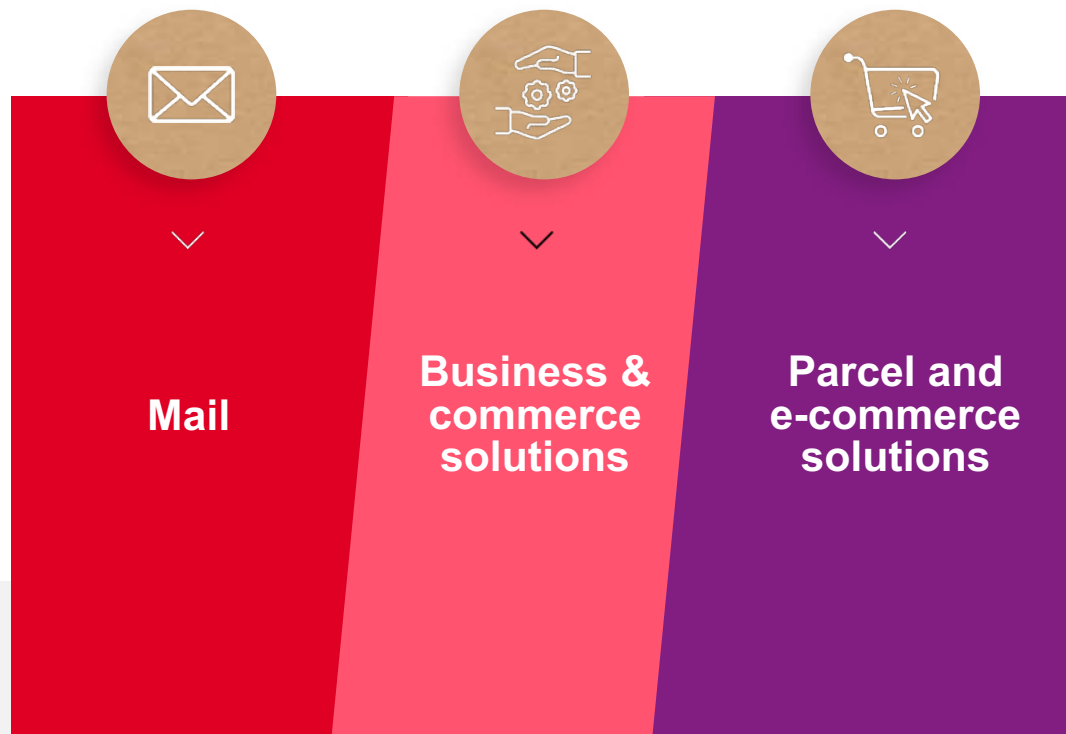 Mail
Business &
commerce
solutions
Parcel and
e-commerce
solutions